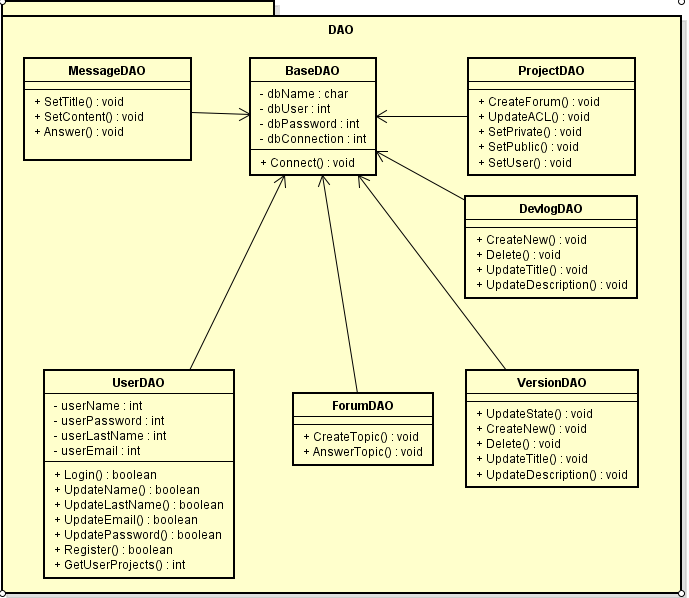 DAO
MessageDAO
+ SetTitle() : void
+ SetContent() : void
+ Answer() : void
BaseDAO
- dbName : char
- dbUser : int
- dbPassword : int
- dbConnection : int
+ Connect() : void
ProjectDAO
+ CreateForum() : void
+ UpdateACL() : void
+ SetPrivate() : void
+ SetPublic() : void
+ SetUser() : void
DevlogDAO
+ CreateNew() : void
+ Delete() : void
+ UpdateTitle() : void
+ UpdateDescription() : void
UserDAO
- userName : int
- userPassword : int
- userLastName : int
- userEmail : int
+ Login() : boolean
+ UpdateName() : boolean
+ UpdateLastName() : boolean
+ UpdateEmail() : boolean
+ UpdatePassword() : boolean
+ Register() : boolean
+ GetUserProjects() : int
ForumDAO
+ CreateTopic() : void
+ AnswerTopic() : void
VersionDAO
+ UpdateState() : void
+ CreateNew() : void
+ Delete() : void
+ UpdateTitle() : void
+ UpdateDescription() : void